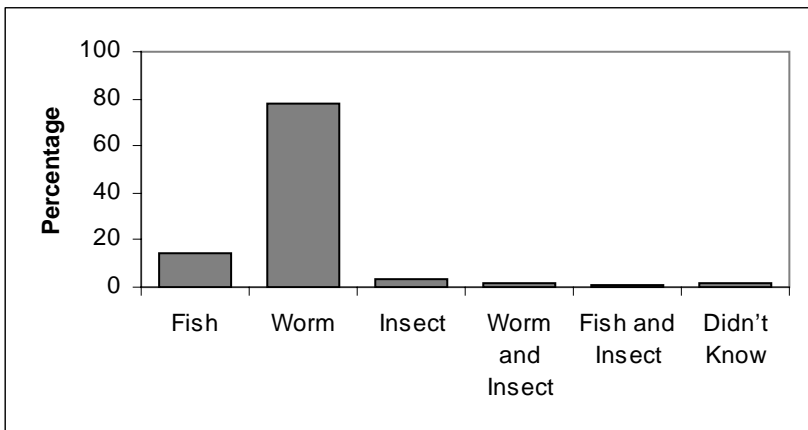 100
80
60
40
20
0
Percentage
Fish
Worm
Insect
Worm
and
Insect
Fish and
Insect
Didn't
Know